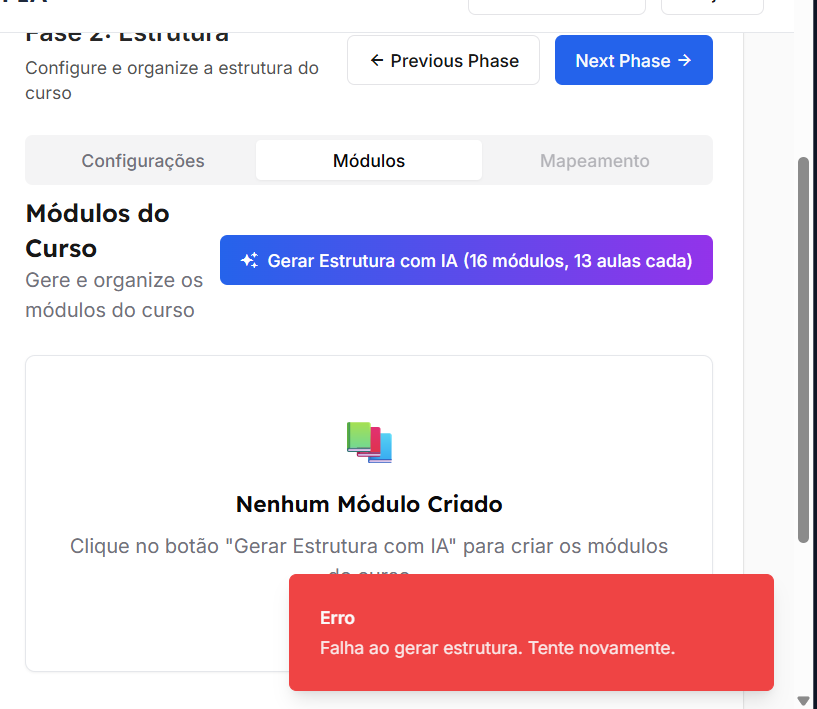 Fase 2: Estrutura
Configure e organize a estrutura do
curso
← Previous Phase
Next Phase →
Configurações
Módulos
Mapeamento
Módulos do
Curso
Gere e organize os
módulos do curso
Gerar Estrutura com IA (16 módulos, 13 aulas cada)
Nenhum Módulo Criado
Clique no botão "Gerar Estrutura com IA" para criar os módulos
do curso.
Erro
Falha ao gerar estrutura. Tente novamente.